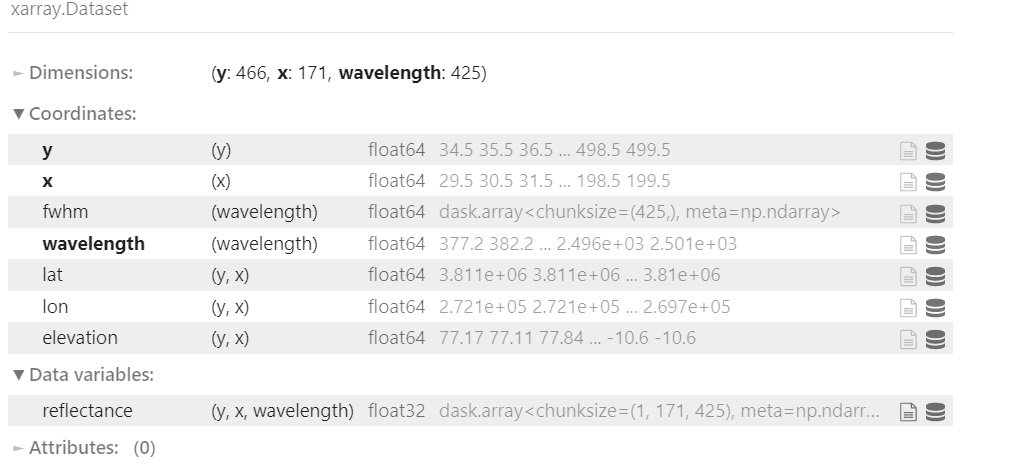 xarray.Dataset
► Dimensions: (y: 466, x: 171, wavelength: 425)
▼ Coordinates:
y (y) float64 34.5 35.5 36.5 ... 498.5 499.5
x (x) float64 29.5 30.5 31.5 ... 198.5 199.5
fwhm (wavelength) float64 dask.array<chunksize=(425,), meta=np.ndarray>
wavelength (wavelength) float64 377.2 382.2 ... 2.496e+03 2.501e+03
lat (y, x) float64 3.811e+06 3.811e+06 ... 3.81e+06
lon (y, x) float64 2.721e+05 2.721e+05 ... 2.697e+05
elevation (y, x) float64 77.17 77.11 77.84 ... -10.6 -10.6
▼ Data variables:
reflectance (y, x, wavelength) float32 dask.array<chunksize=(1, 171, 425), meta=np.ndarr...
► Attributes: (0)